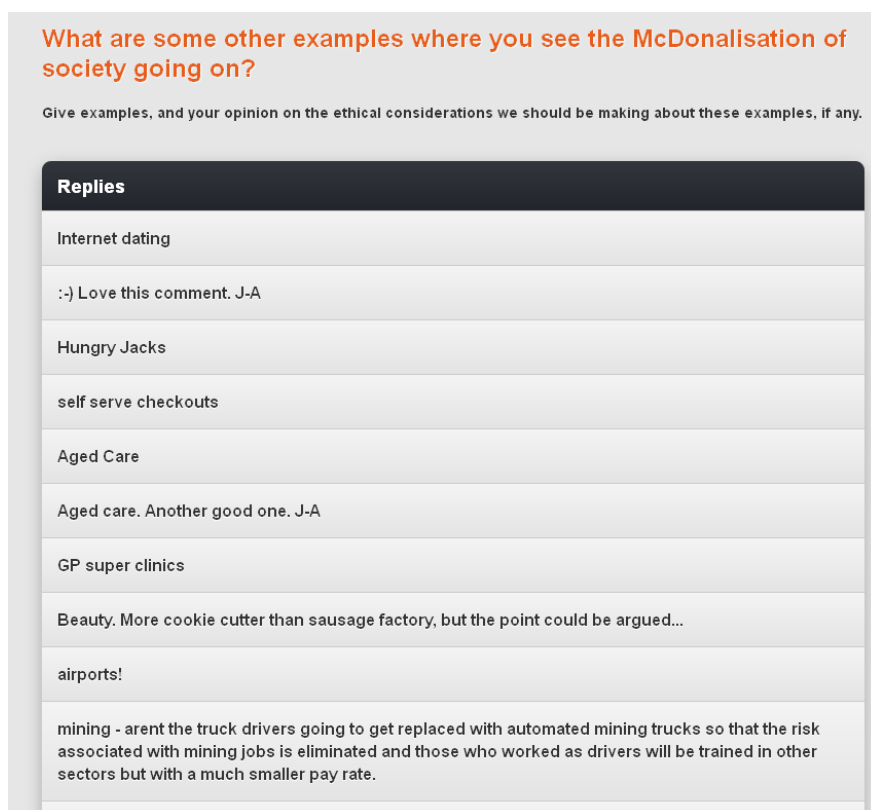 What are some other examples where you see the McDonalisation of
society going on?
Give examples, and your opinion on the ethical considerations we should be making about these examples, if any.
Replies
Internet dating
:-) Love this comment. J-A
Hungry Jacks
self serve checkouts
Aged Care
Aged care. Another good one. J-A
GP super clinics
Beauty. More cookie cutter than sausage factory, but the point could be argued...
airports!
mining - arent the truck drivers going to get replaced with automated mining trucks so that the risk
associated with mining jobs is eliminated and those who worked as drivers will be trained in other
sectors but with a much smaller pay rate.